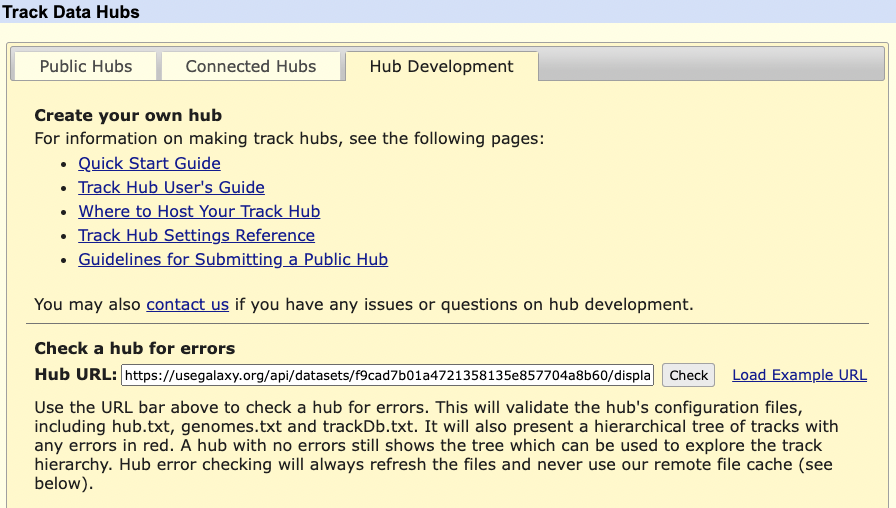 Track Data Hubs
Public Hubs
Connected Hubs
Hub Development
Create your own hub
For information on making track hubs, see the following pages:
• Quick Start Guide
• Track Hub User's Guide
• Where to Host Your Track Hub
• Track Hub Settings Reference
• Guidelines for Submitting a Public Hub
You may also contact us if you have any issues or questions on hub development.
Check a hub for errors
Hub URL: https://usegalaxy.org/api/datasets/f9cad7b01a4721358135e857704a8b60/displa Check Load Example URL
Use the URL bar above to check a hub for errors. This will validate the hub's configuration files,
including hub.txt, genomes.txt and trackDb.txt. It will also present a hierarchical tree of tracks with
any errors in red. A hub with no errors still shows the tree which can be used to explore the track
hierarchy. Hub error checking will always refresh the files and never use our remote file cache (see
below).